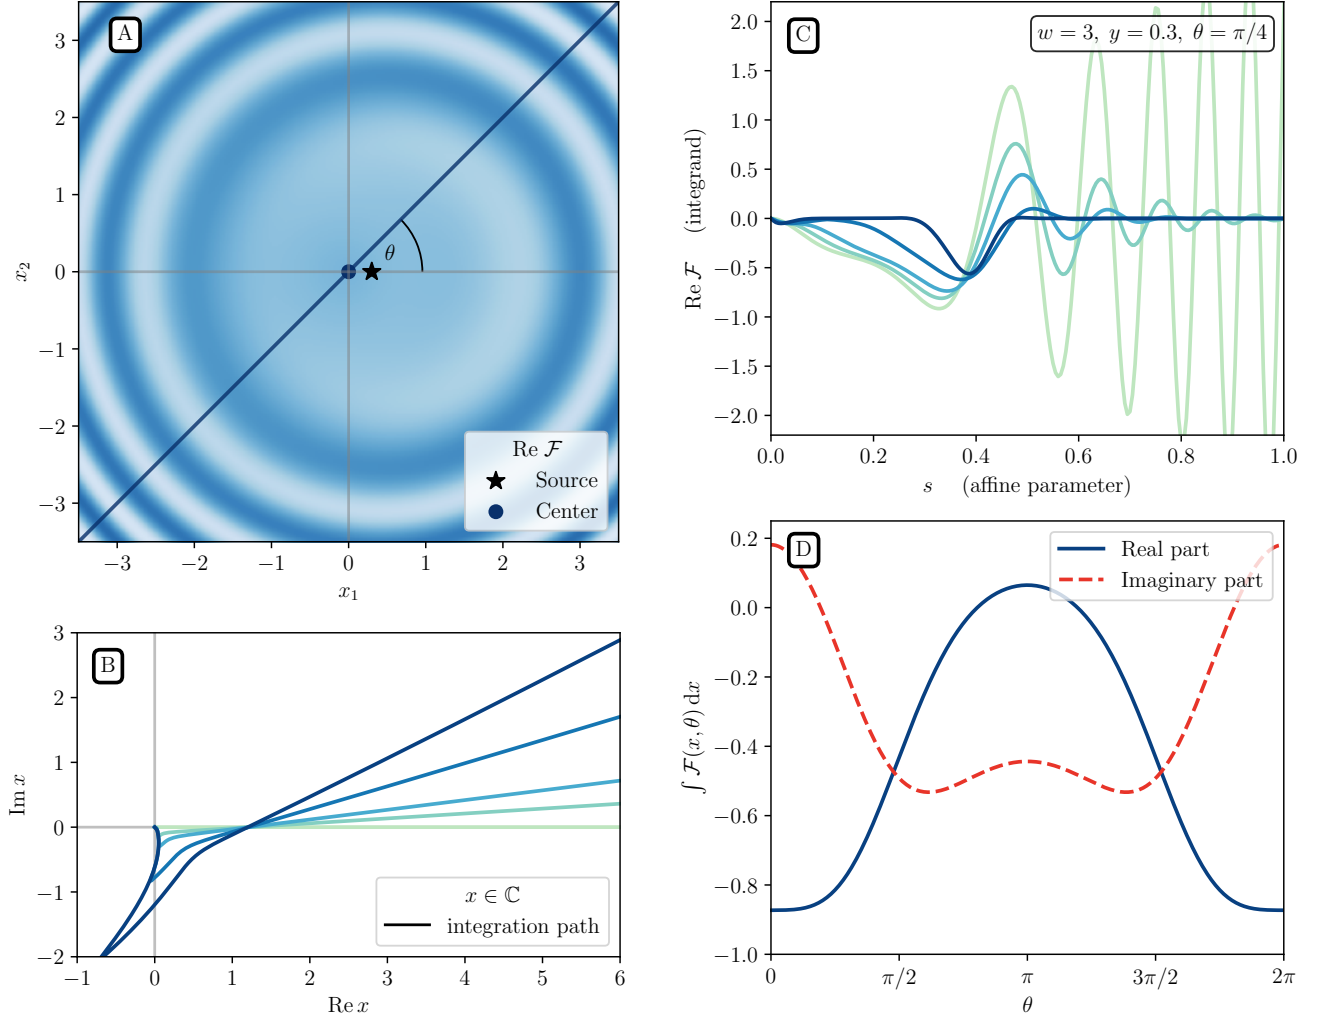 A
3
2
1
0
−1
−2
−3
x₂
θ
Re ℱ
Source
Center
−3 −2 −1 0 1 2 3
x₁
B
3
2
1
0
−1
−2
Im x
x ∈ ℂ
integration path
−1 0 1 2 3 4 5 6
Re x
C
w = 3, y = 0.3, θ = π/4
2.0
1.5
1.0
0.5
0.0
−0.5
−1.0
−1.5
−2.0
Re ℱ (integrand)
0.0 0.2 0.4 0.6 0.8 1.0
s (affine parameter)
D
Real part
Imaginary part
0.2
0.0
−0.2
−0.4
−0.6
−0.8
−1.0
∫ ℱ(x, θ) dx
0 π/2 π 3π/2 2π
θ